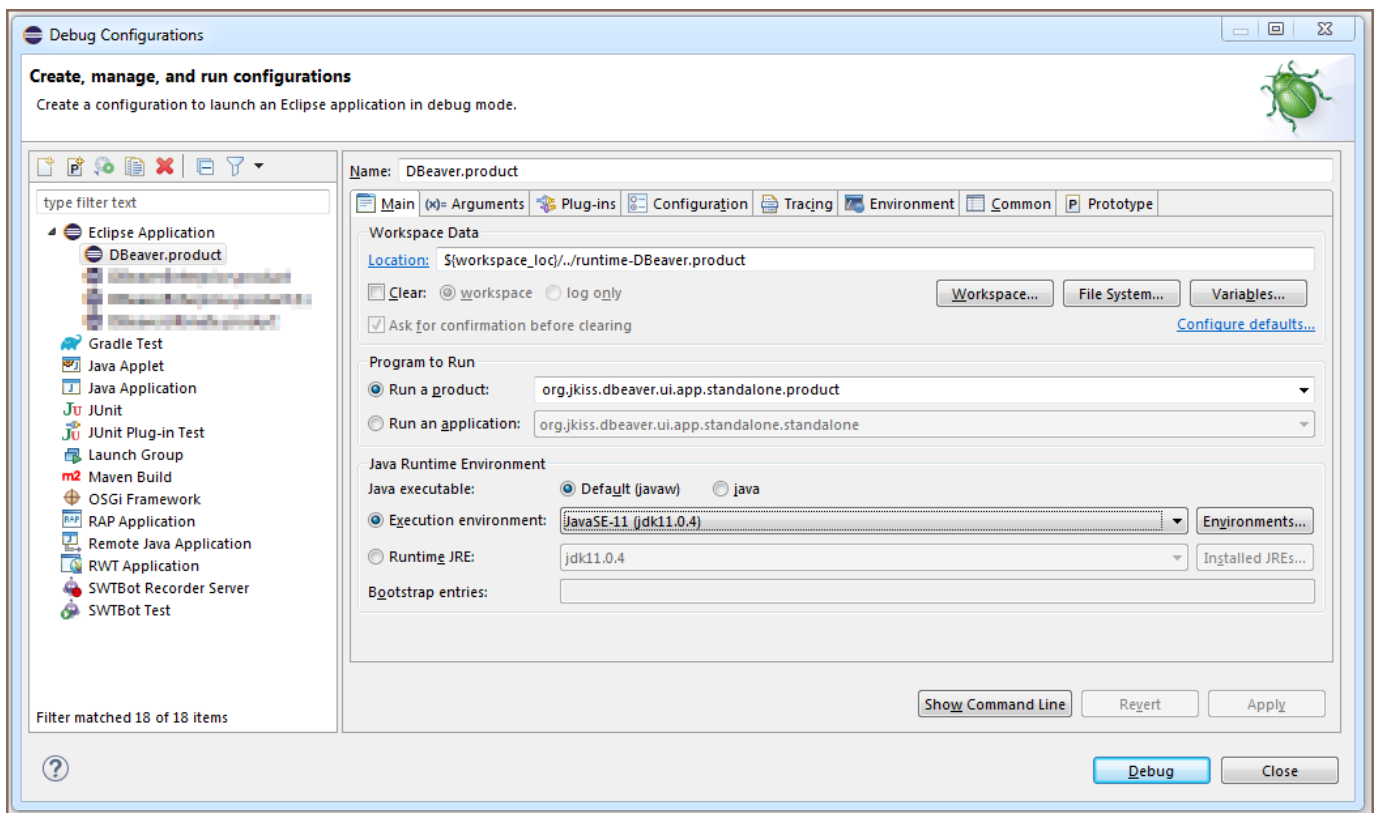 Debug Configurations
Create, manage, and run configurations
Create a configuration to launch an Eclipse application in debug mode.
type filter text
Eclipse Application
DBeaver.product
Gradle Test
Java Applet
Java Application
JUnit
JUnit Plug-in Test
Launch Group
Maven Build
OSGi Framework
RAP Application
Remote Java Application
RWT Application
SWTBot Recorder Server
SWTBot Test
Filter matched 18 of 18 items
Name: DBeaver.product
Main (x)= Arguments Plug-ins Configuration Tracing Environment Common P Prototype
Workspace Data
Location: ${workspace_loc}/../runtime-DBeaver.product
Clear: workspace log only Workspace... File System... Variables...
Ask for confirmation before clearing Configure defaults...
Program to Run
Run a product: org.jkiss.dbeaver.ui.app.standalone.product
Run an application: org.jkiss.dbeaver.ui.app.standalone.standalone
Java Runtime Environment
Java executable: Default (javaw) java
Execution environment: JavaSE-11 (jdk11.0.4) Environments...
Runtime JRE: jdk11.0.4 Installed JREs...
Bootstrap entries:
Show Command Line Revert Apply
Debug Close